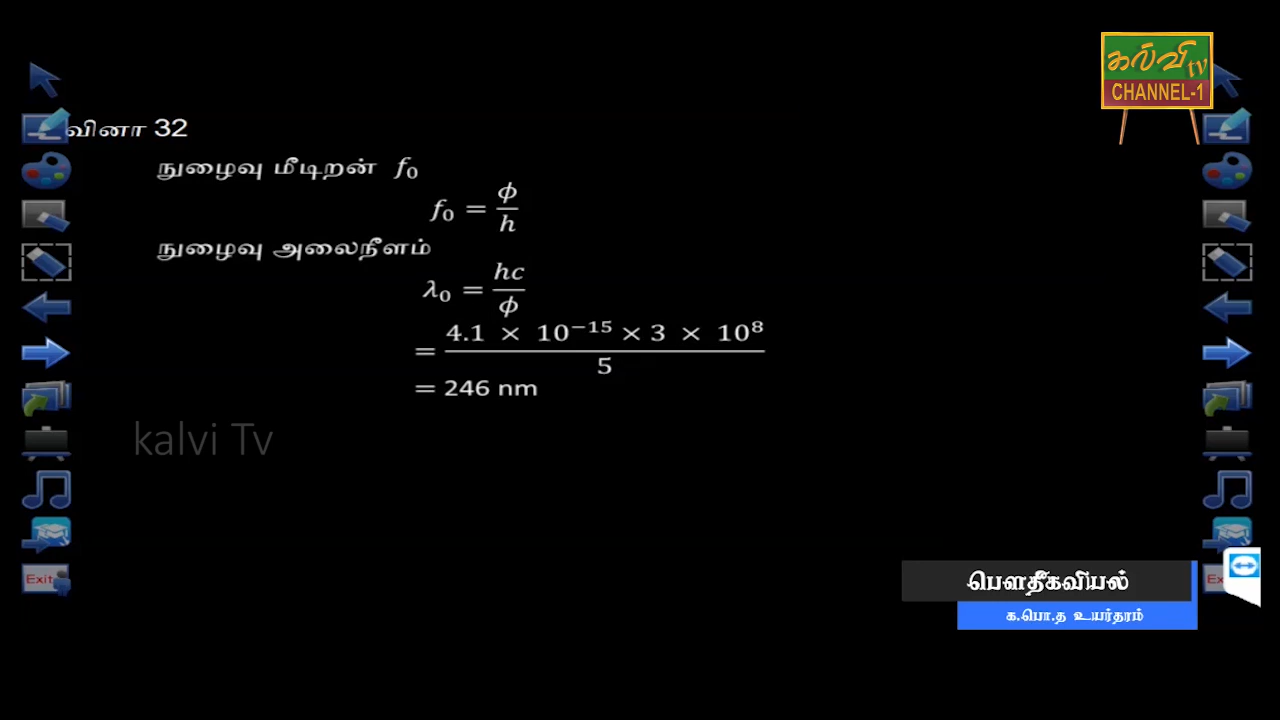 கல்வி tv
CHANNEL-1
வினா 32
நுழைவு மீடிறன் f₀
f₀ = ϕ/h
நுழைவு அலைநீளம்
λ₀ = hc/ϕ
= 4.1 × 10⁻¹⁵ × 3 × 10⁸ / 5
= 246 nm
kalvi Tv
Exit
பௌதீகவியல்
க.பொ.த உயர்தரம்